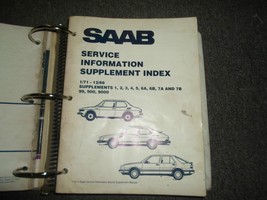 SAAB
SERVICE
INFORMATION
SUPPLEMENT INDEX
1/71 - 12/86
SUPPLEMENTS 1, 2, 3, 4, 5, 6A, 6B, 7A AND 7B
99, 900, 9000